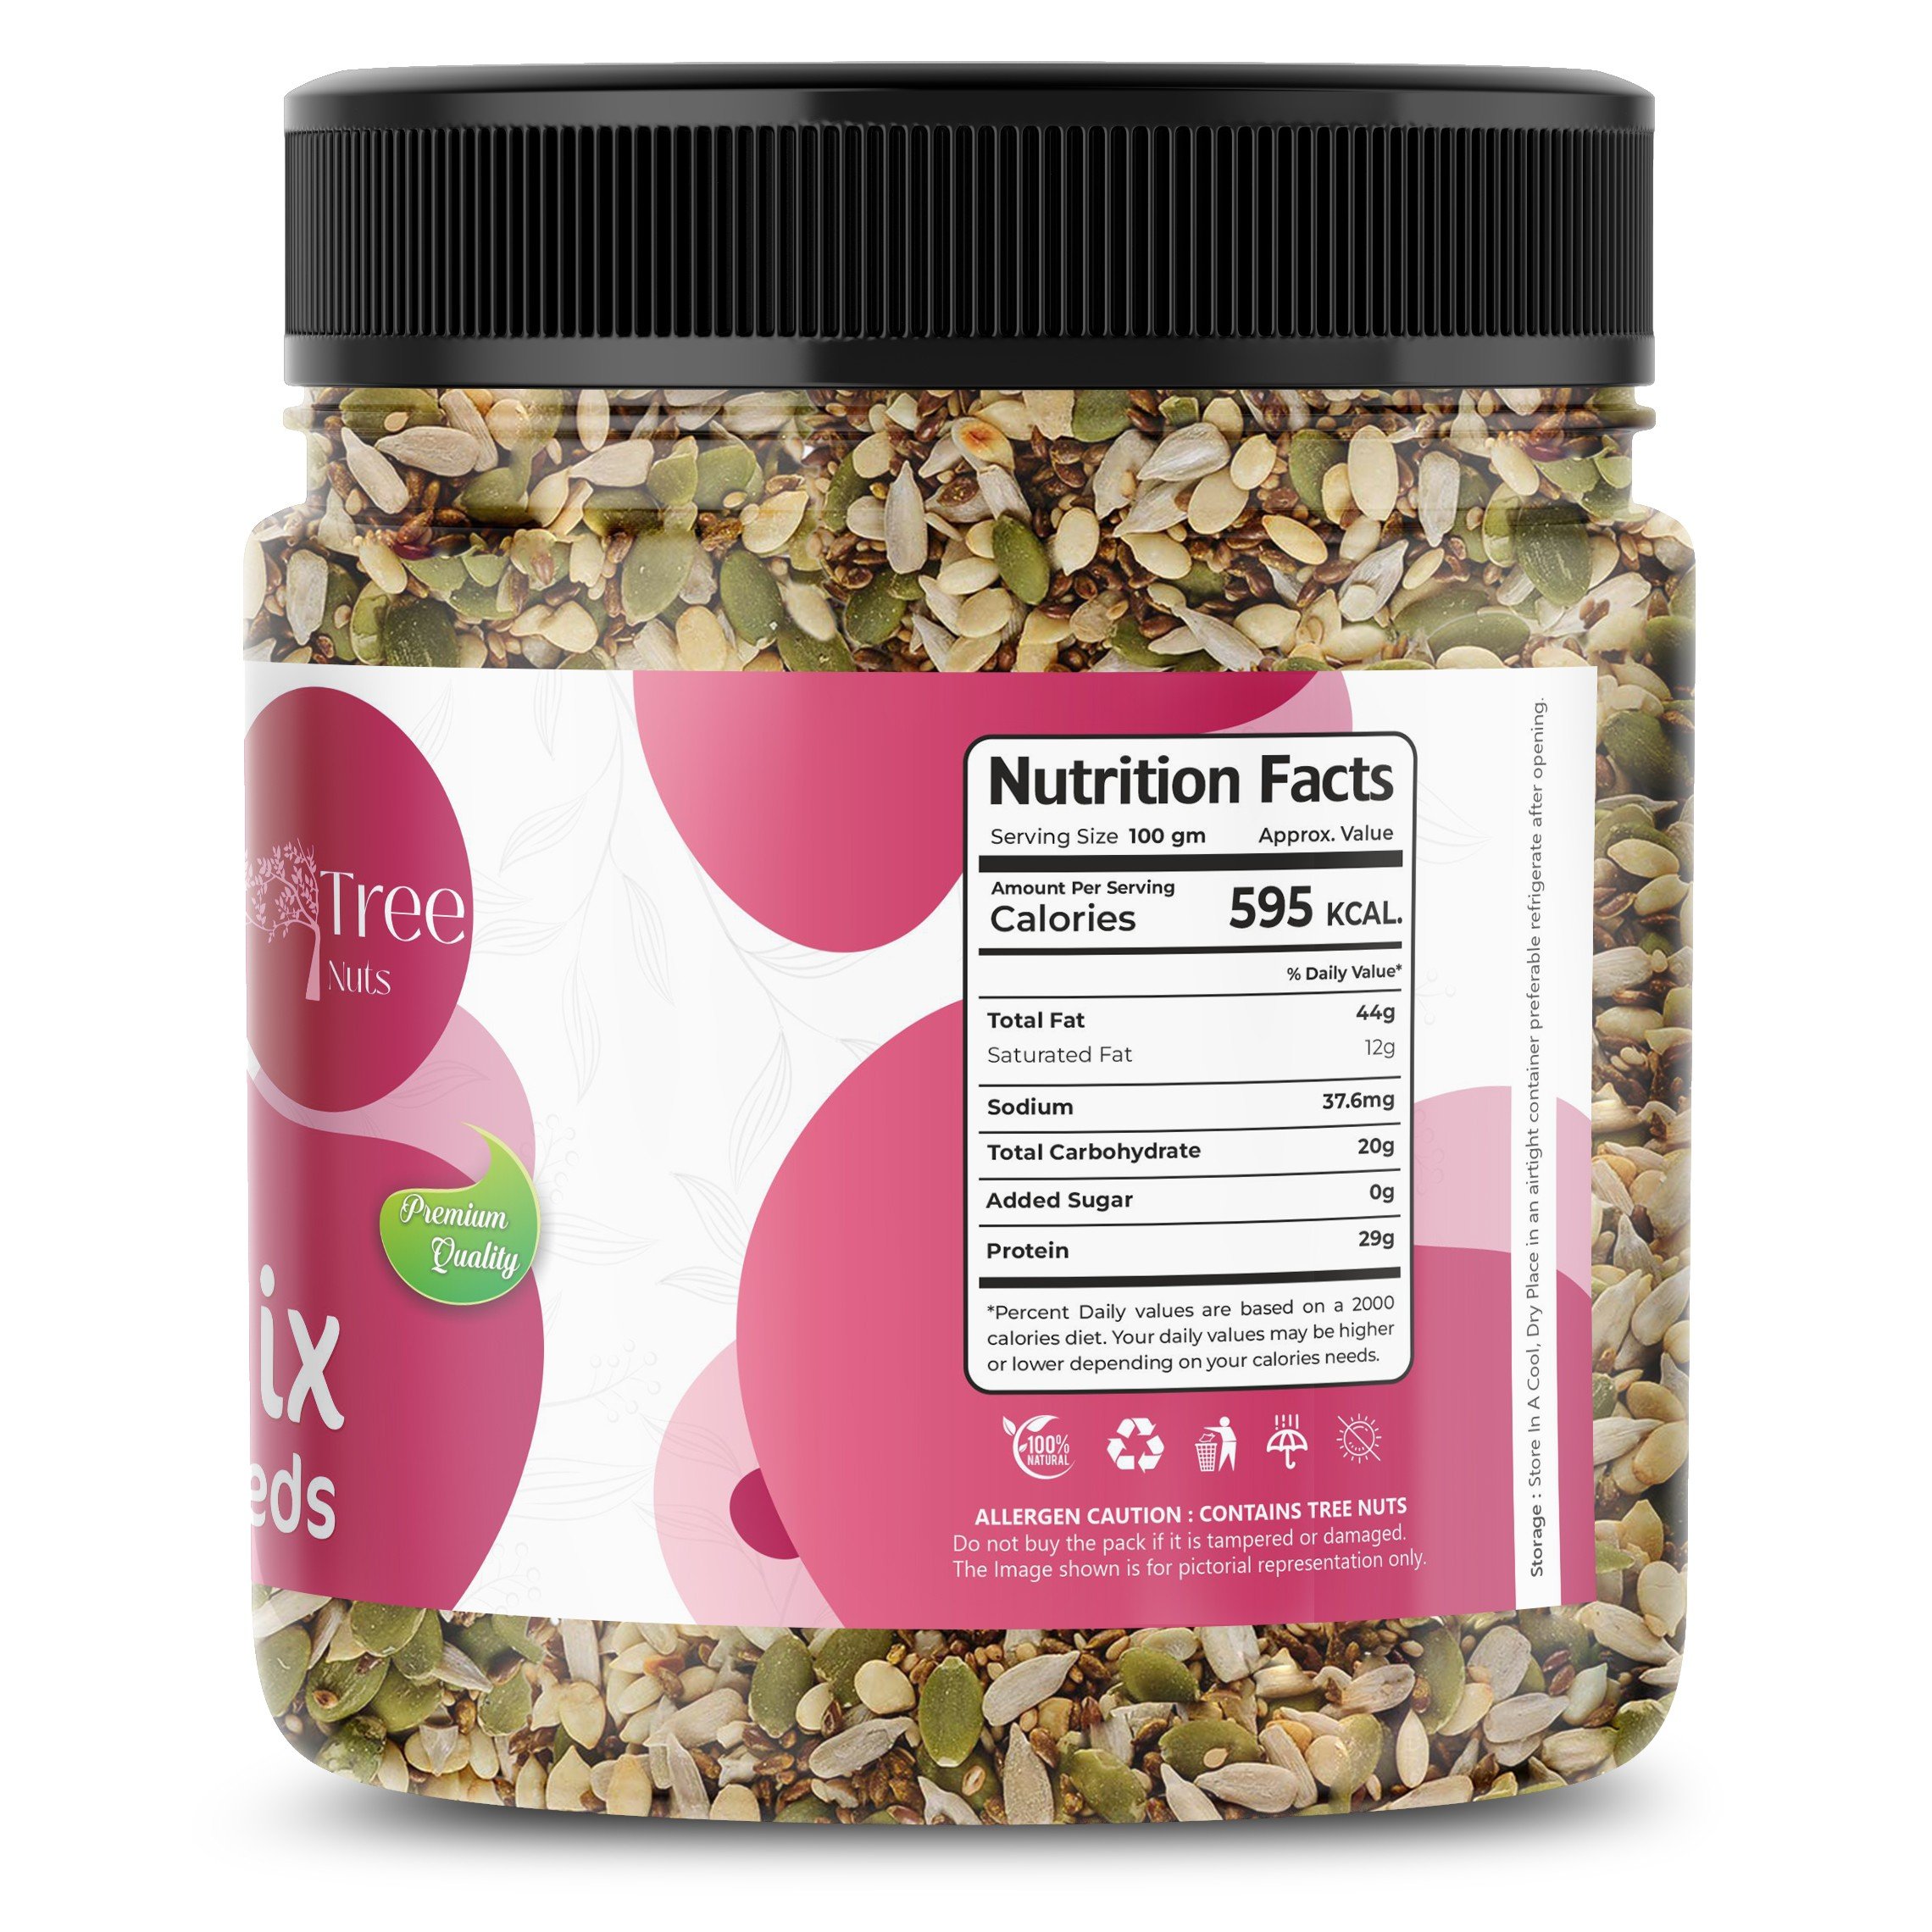 Tree
Nuts
Premium
Quality
ix
eds
Nutrition Facts
Serving Size 100 gm Approx. Value
Amount Per Serving
Calories 595 KCAL.
% Daily Value*
Total Fat 44g
Saturated Fat 12g
Sodium 37.6mg
Total Carbohydrate 20g
Added Sugar 0g
Protein 29g
*Percent Daily values are based on a 2000
calories diet. Your daily values may be higher
or lower depending on your calories needs.
100%
NATURAL
ALLERGEN CAUTION : CONTAINS TREE NUTS
Do not buy the pack if it is tampered or damaged.
The Image shown is for pictorial representation only.
Storage : Store In A Cool, Dry Place in an airtight container preferable refrigerate after opening.